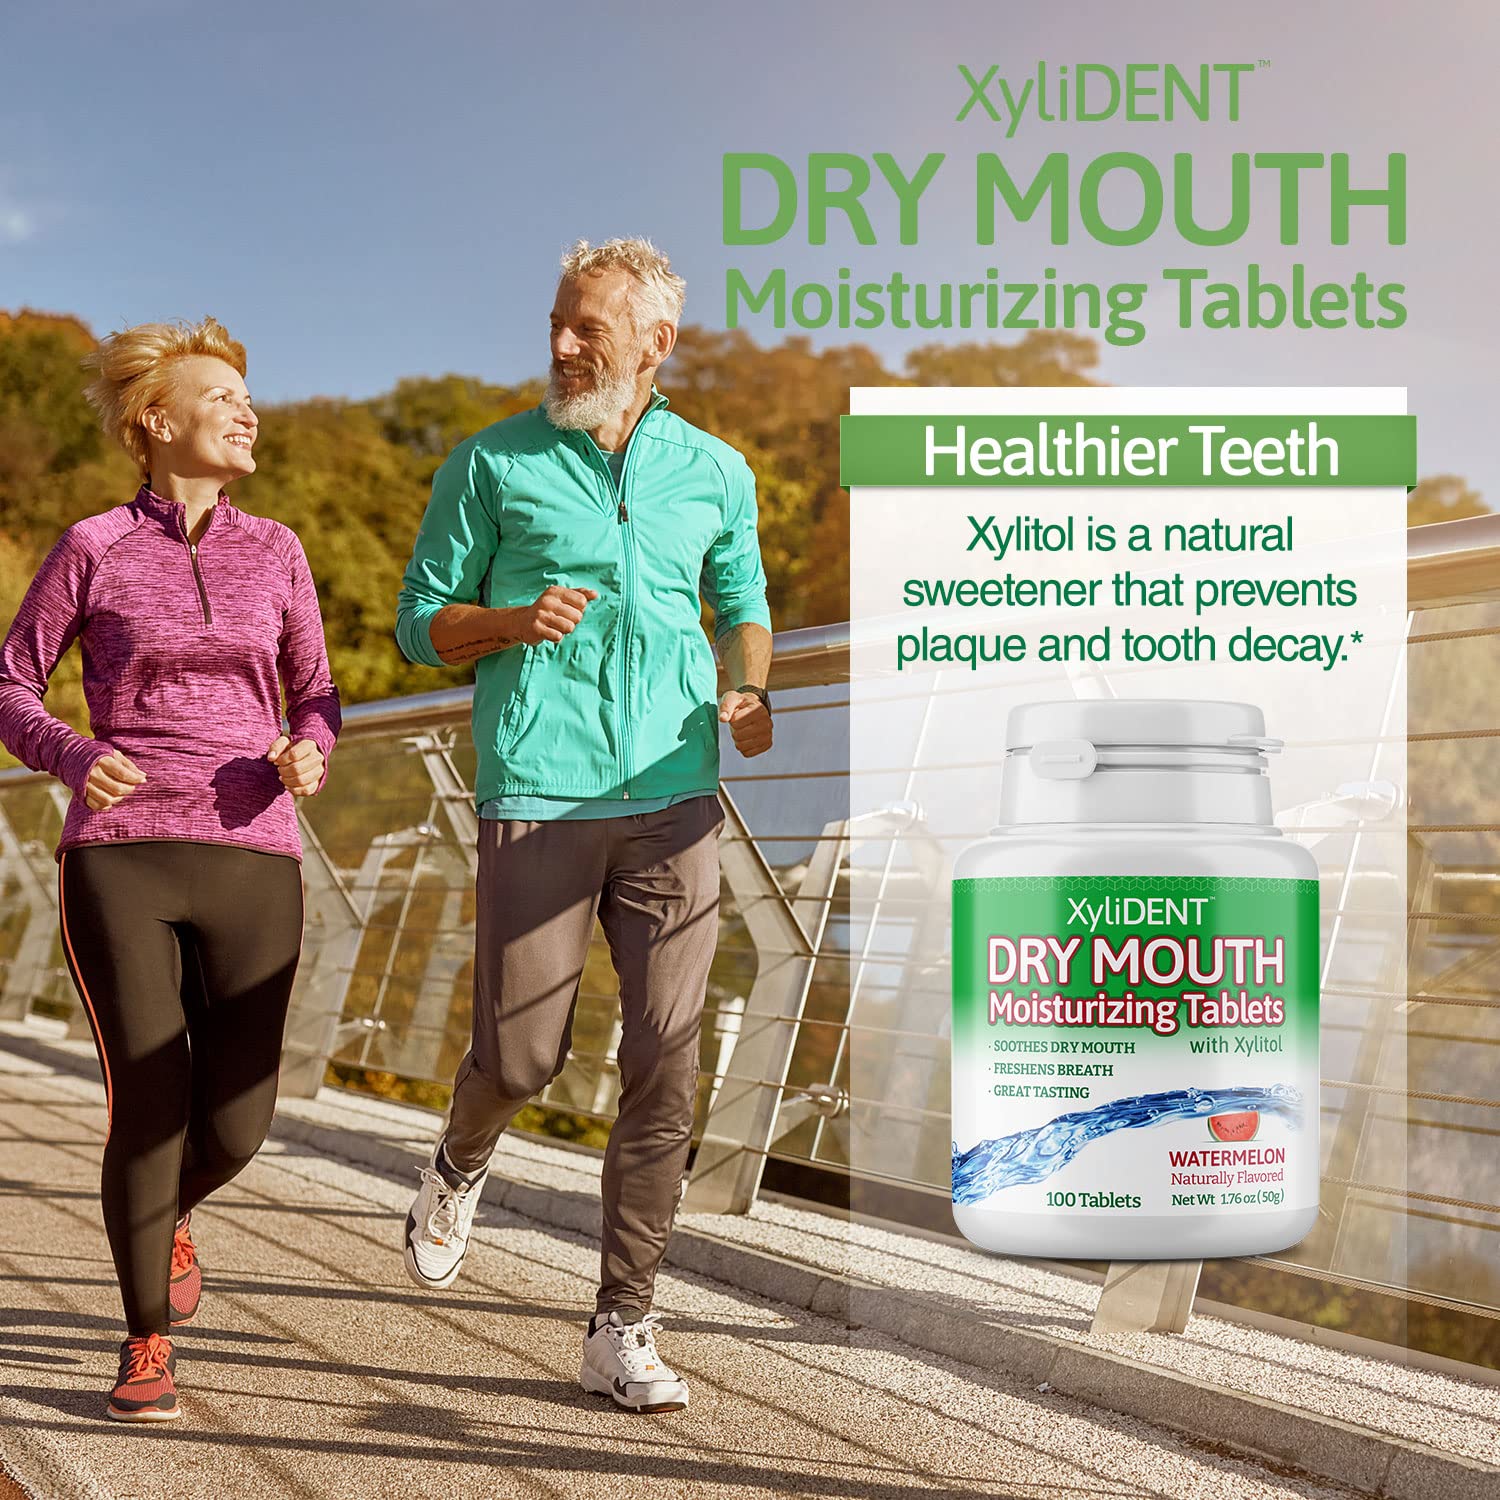 XyliDENT™
DRY MOUTH
Moisturizing Tablets
Healthier Teeth
Xylitol is a natural
sweetener that prevents
plaque and tooth decay.*
XyliDENT™
DRY MOUTH
Moisturizing Tablets
with Xylitol
· SOOTHES DRY MOUTH
· FRESHENS BREATH
· GREAT TASTING
WATERMELON
Naturally Flavored
100 Tablets
Net Wt 1.76 oz (50g)